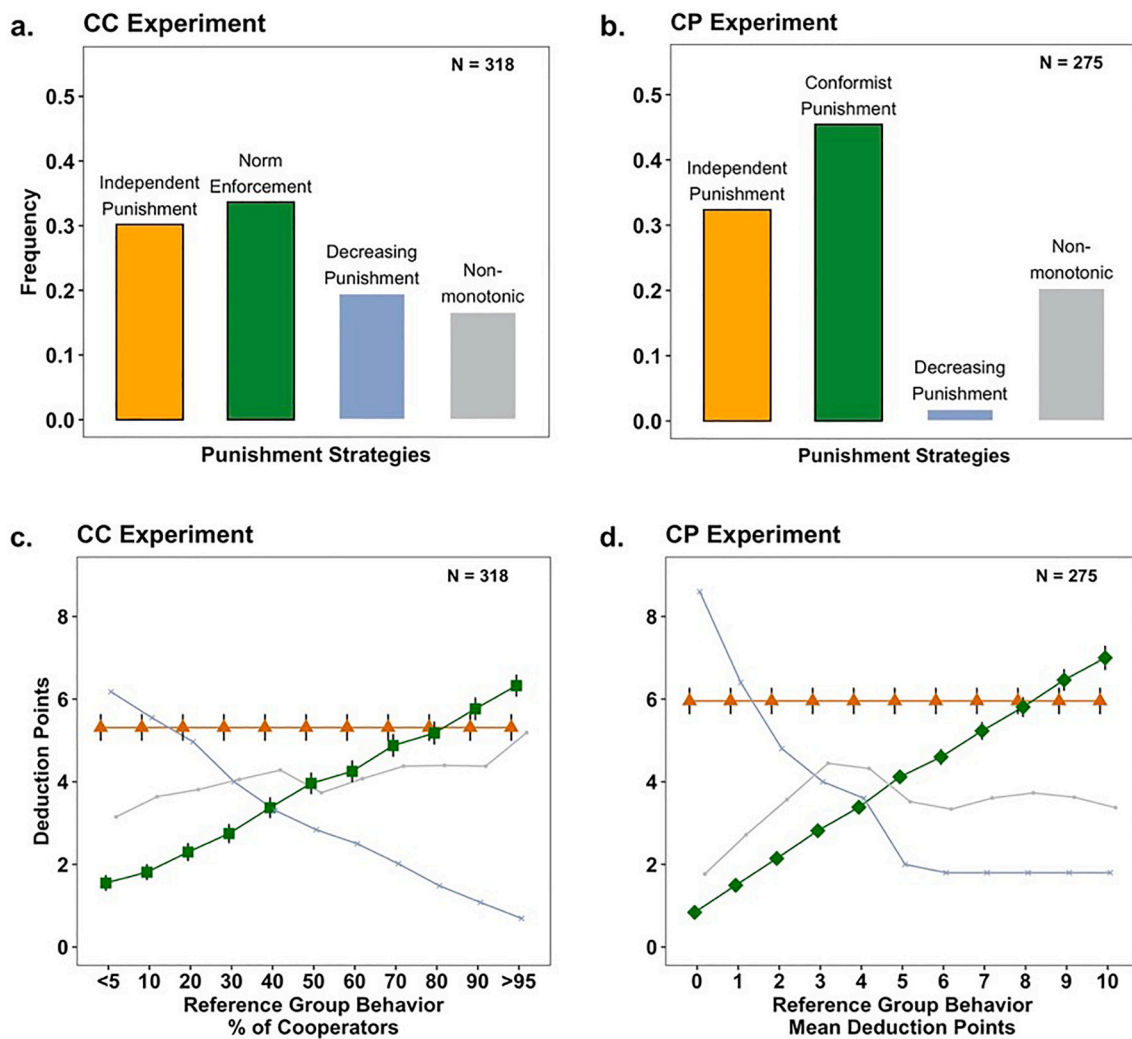 a.
CC Experiment
N = 318
Frequency
0.5
0.4
0.3
0.2
0.1
0.0
Independent
Punishment
Norm
Enforcement
Decreasing
Punishment
Non-
monotonic
Punishment Strategies
b.
CP Experiment
N = 275
0.5
0.4
0.3
0.2
0.1
0.0
Independent
Punishment
Conformist
Punishment
Decreasing
Punishment
Non-
monotonic
Punishment Strategies
c.
CC Experiment
N = 318
Deduction Points
8
6
4
2
0
<5 10 20 30 40 50 60 70 80 90 >95
Reference Group Behavior
% of Cooperators
d.
CP Experiment
N = 275
8
6
4
2
0
0 1 2 3 4 5 6 7 8 9 10
Reference Group Behavior
Mean Deduction Points